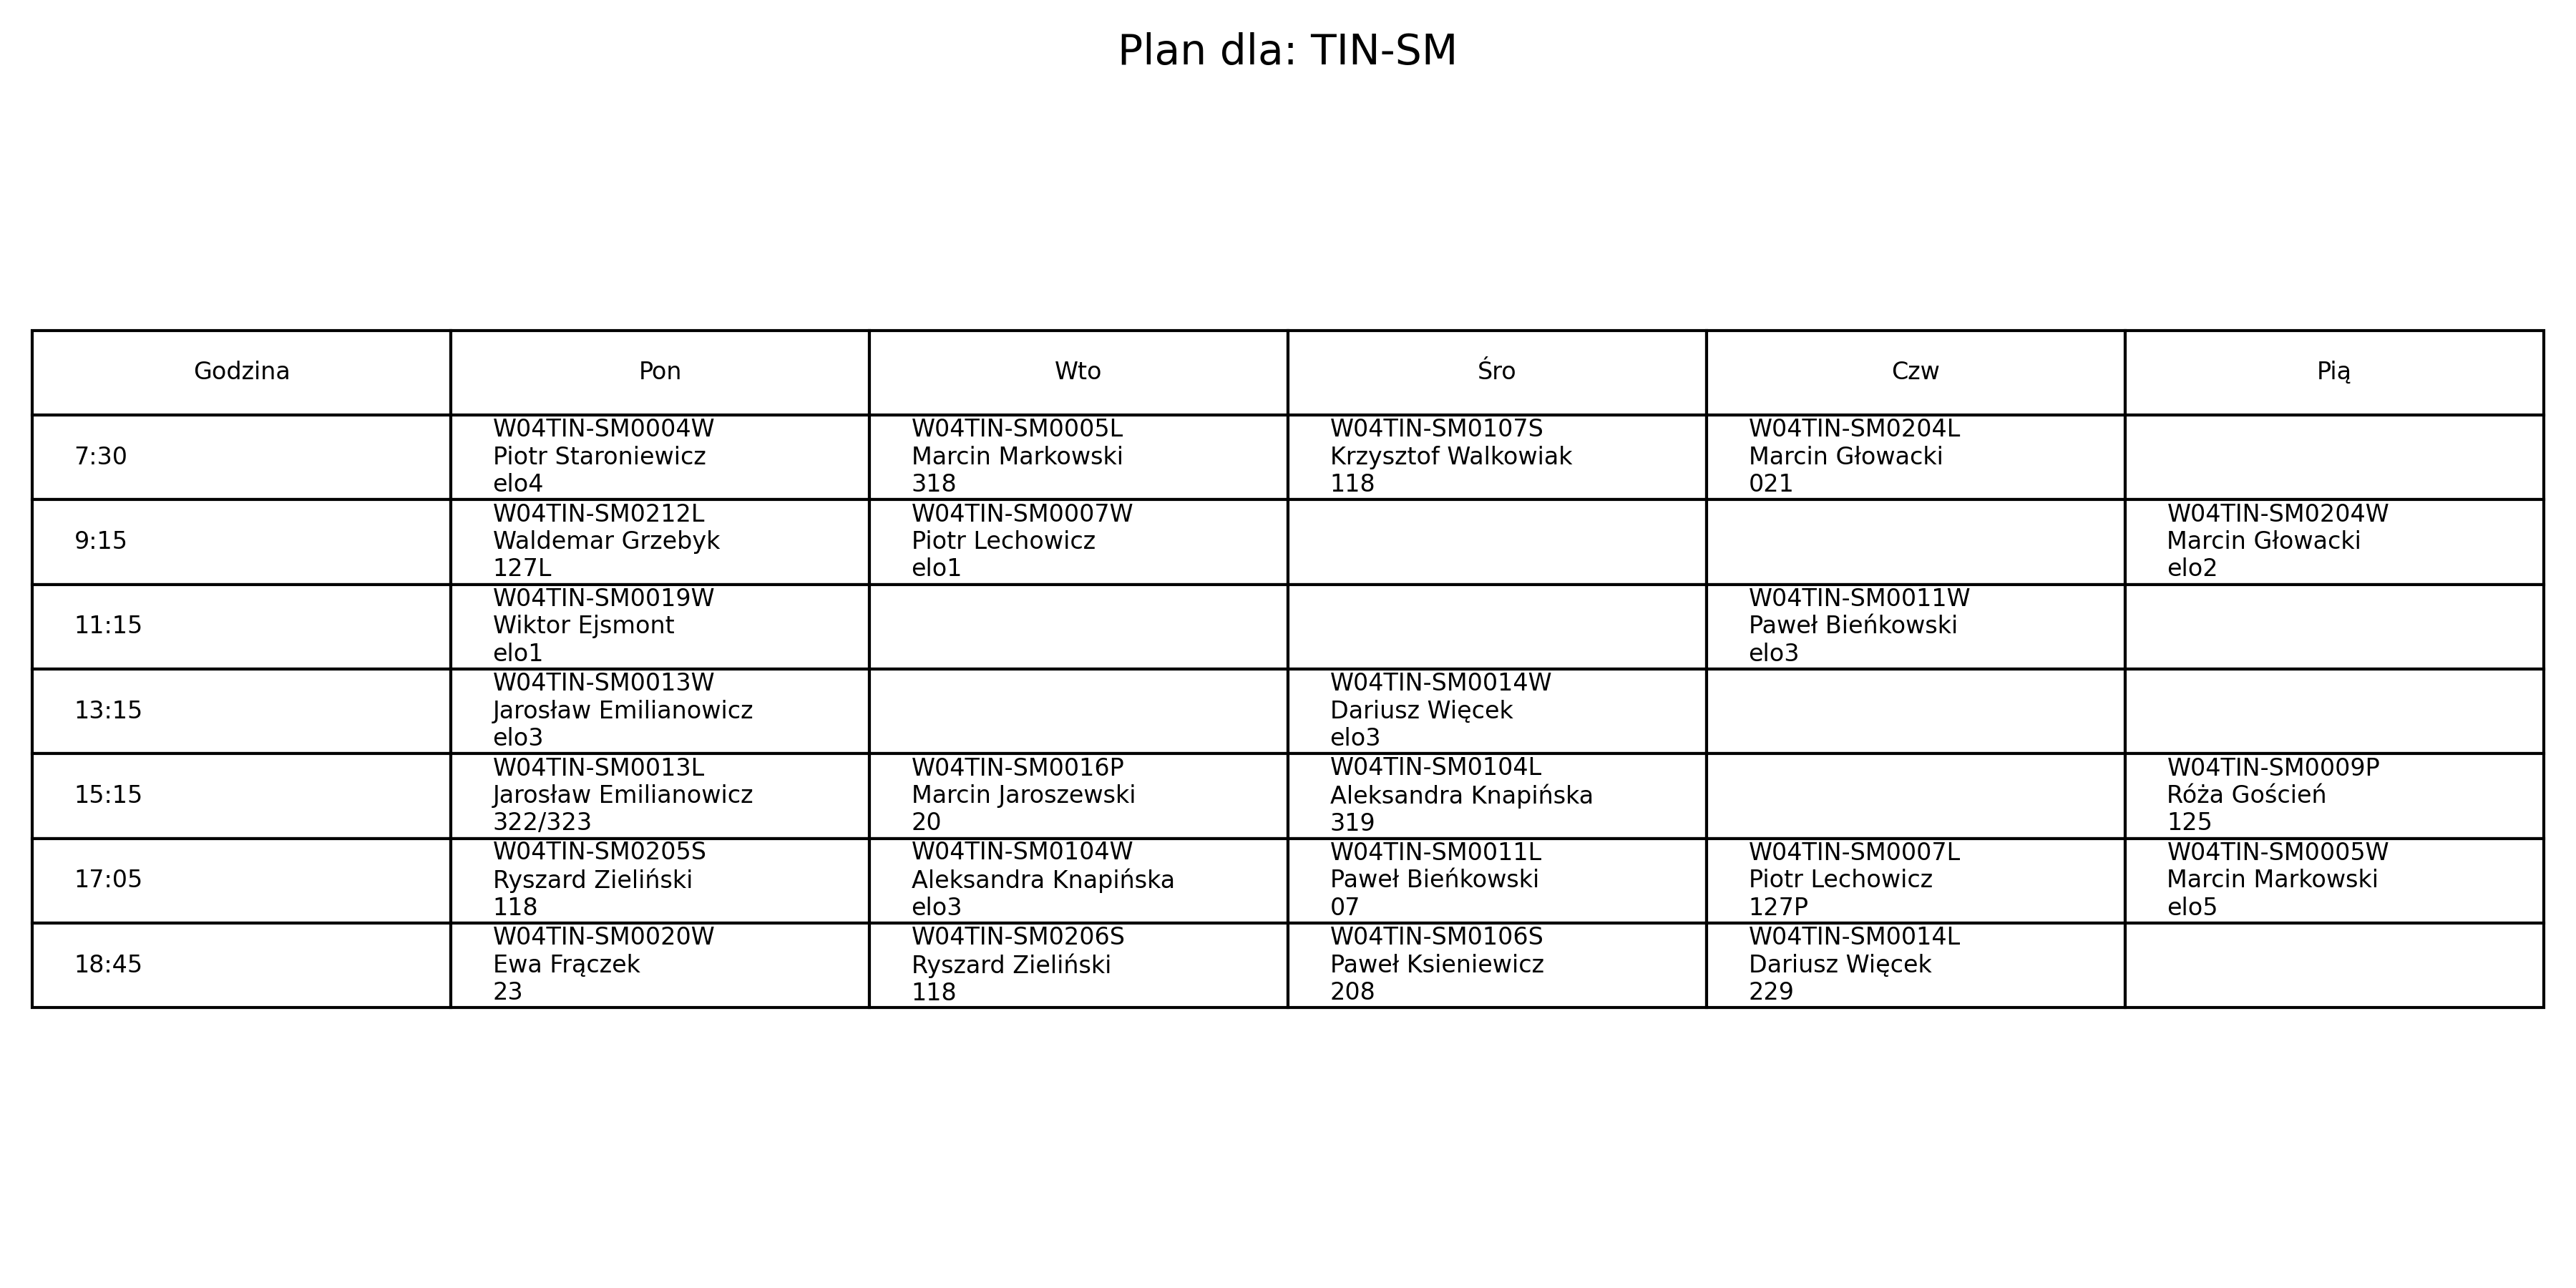 Plan dla: TIN-SM
Godzina
Pon
Wto
Śro
Czw
Pią
7:30
W04TIN-SM0004W
Piotr Staroniewicz
elo4
W04TIN-SM0005L
Marcin Markowski
318
W04TIN-SM0107S
Krzysztof Walkowiak
118
W04TIN-SM0204L
Marcin Głowacki
021
9:15
W04TIN-SM0212L
Waldemar Grzebyk
127L
W04TIN-SM0007W
Piotr Lechowicz
elo1
W04TIN-SM0204W
Marcin Głowacki
elo2
11:15
W04TIN-SM0019W
Wiktor Ejsmont
elo1
W04TIN-SM0011W
Paweł Bieńkowski
elo3
13:15
W04TIN-SM0013W
Jarosław Emilianowicz
elo3
W04TIN-SM0014W
Dariusz Więcek
elo3
15:15
W04TIN-SM0013L
Jarosław Emilianowicz
322/323
W04TIN-SM0016P
Marcin Jaroszewski
20
W04TIN-SM0104L
Aleksandra Knapińska
319
W04TIN-SM0009P
Róża Goścień
125
17:05
W04TIN-SM0205S
Ryszard Zieliński
118
W04TIN-SM0104W
Aleksandra Knapińska
elo3
W04TIN-SM0011L
Paweł Bieńkowski
07
W04TIN-SM0007L
Piotr Lechowicz
127P
W04TIN-SM0005W
Marcin Markowski
elo5
18:45
W04TIN-SM0020W
Ewa Frączek
23
W04TIN-SM0206S
Ryszard Zieliński
118
W04TIN-SM0106S
Paweł Ksieniewicz
208
W04TIN-SM0014L
Dariusz Więcek
229